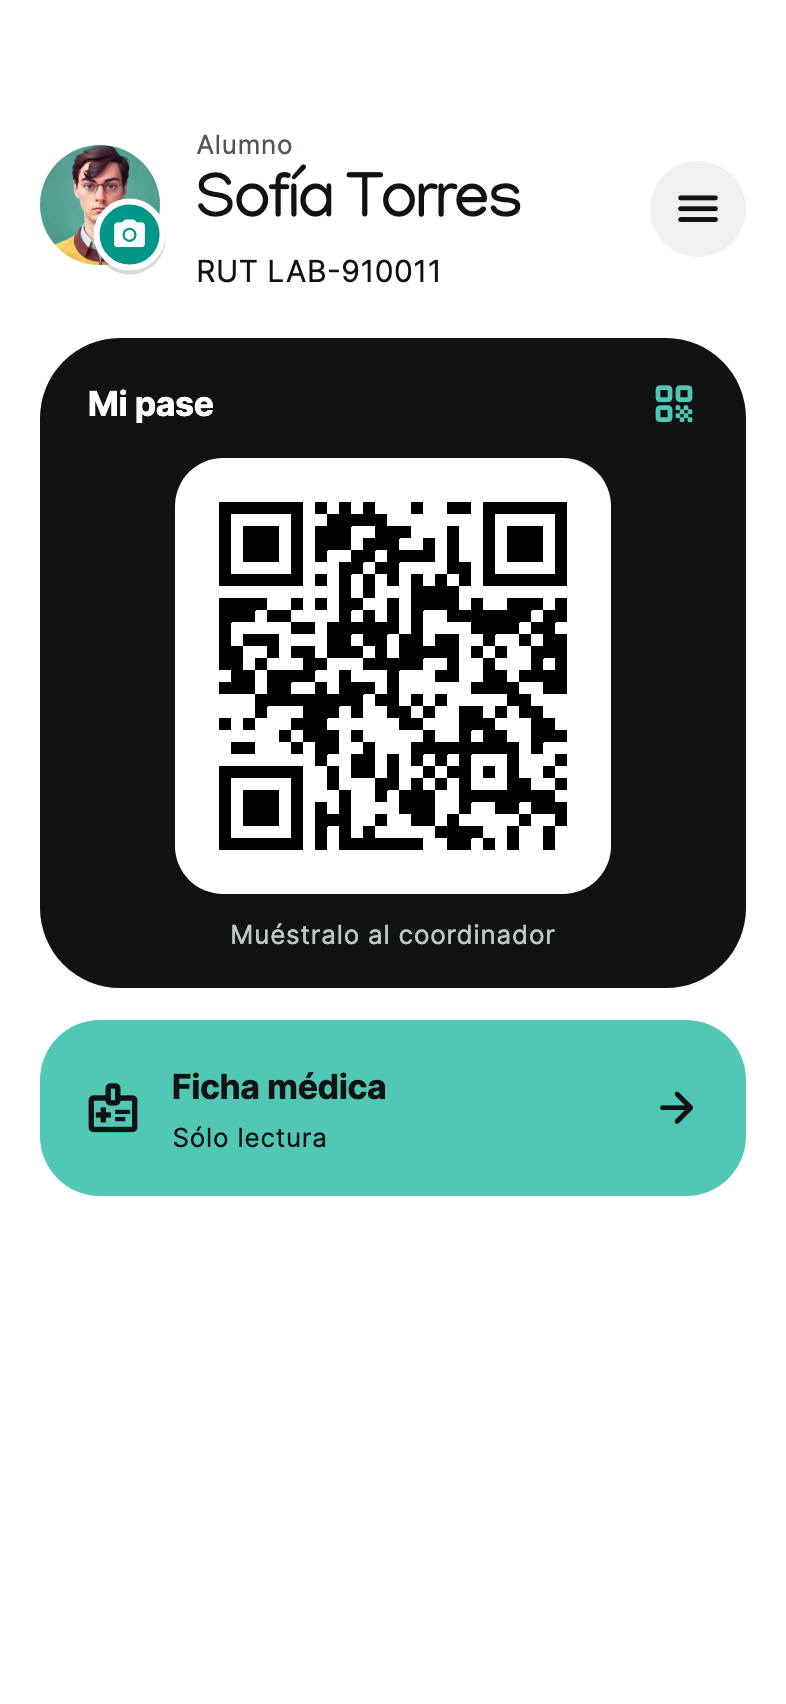 Alumno
Sofía Torres
RUT LAB-910011
Mi pase
Muéstralo al coordinador
Ficha médica
Sólo lectura